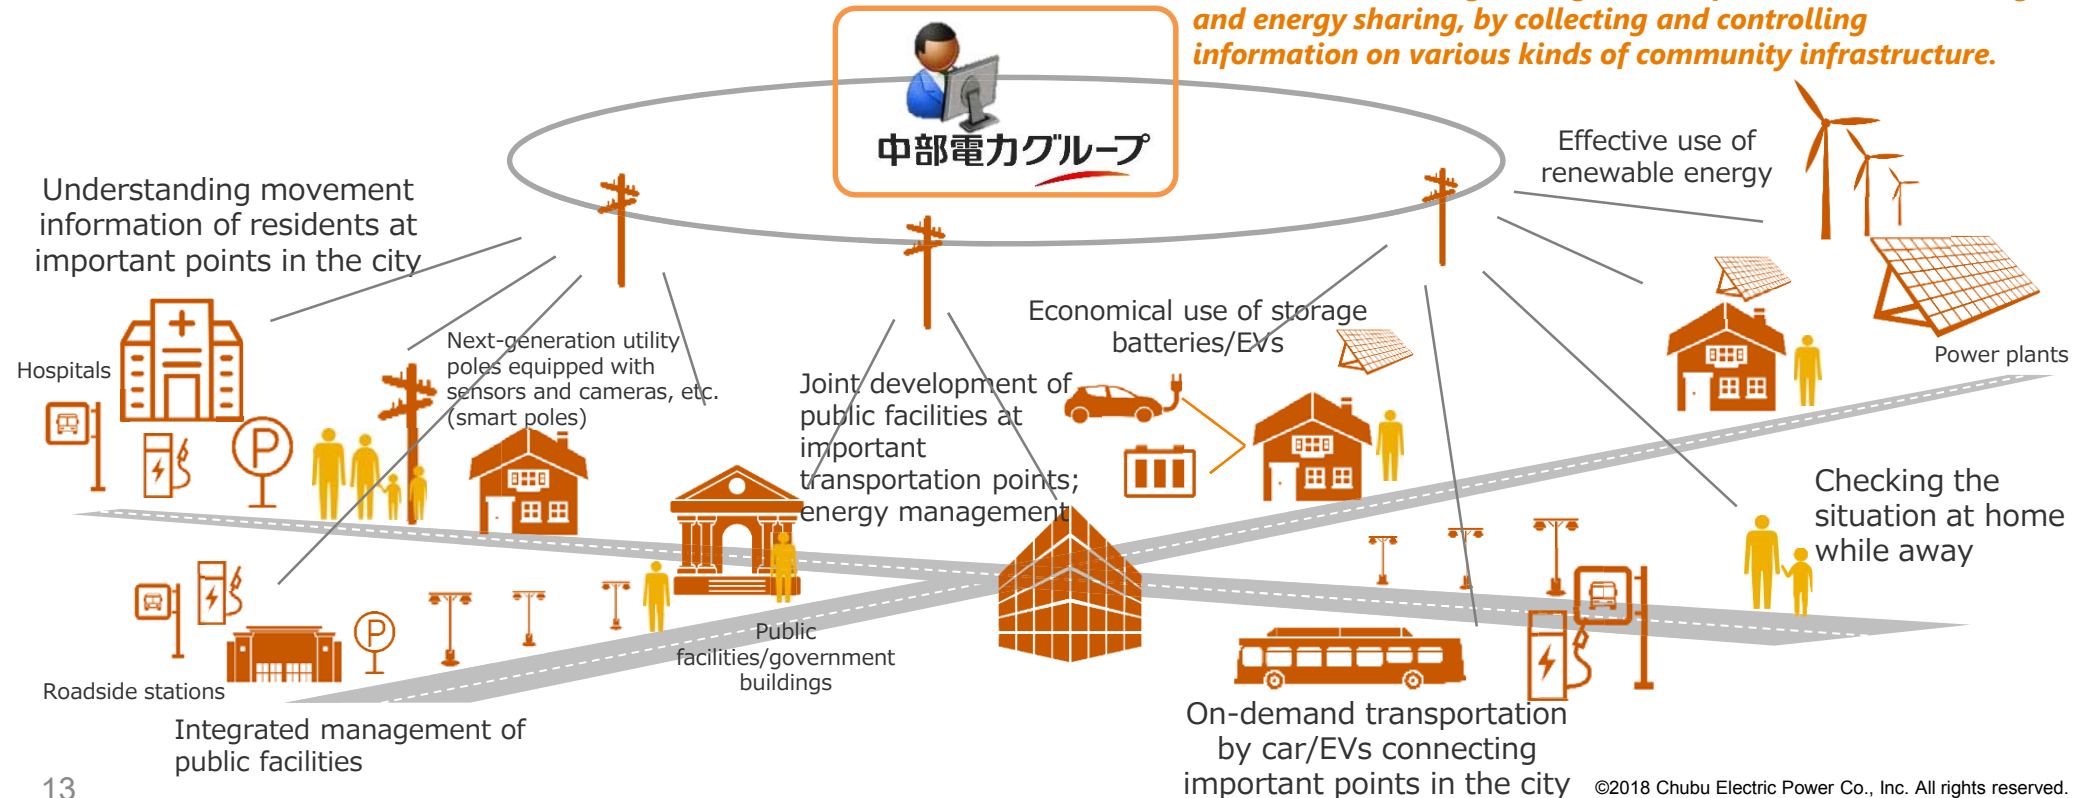 and energy sharing, by collecting and controlling
information on various kinds of community infrastructure.
中部電力グループ
Effective use of
renewable energy
Understanding movement
information of residents at
important points in the city
Economical use of storage
batteries/EVs
Next-generation utility
poles equipped with
sensors and cameras, etc.
(smart poles)
Hospitals
Power plants
Joint development of
public facilities at
important
transportation points;
energy management
P
Checking the
situation at home
while away
P
Public
facilities/government
buildings
Roadside stations
Integrated management of
public facilities
On-demand transportation
by car/EVs connecting
important points in the city
13
©2018 Chubu Electric Power Co., Inc. All rights reserved.